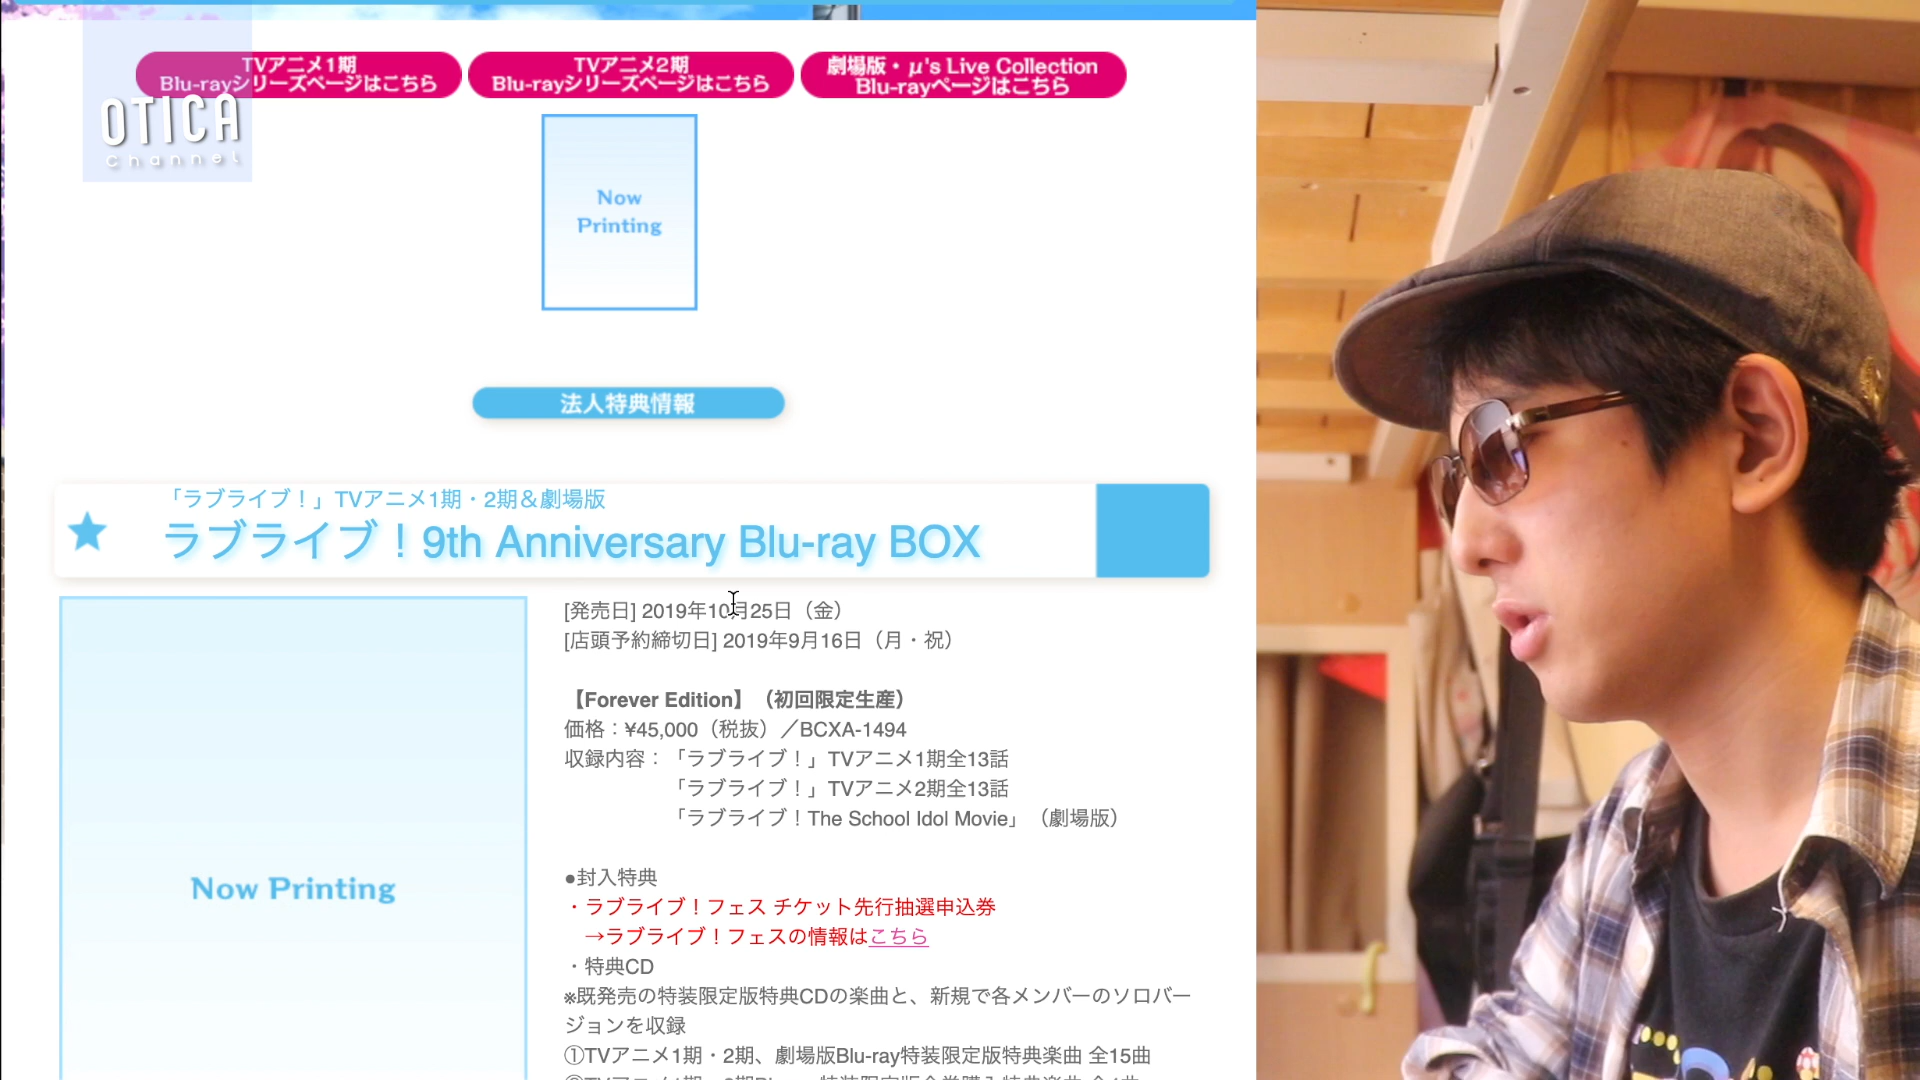 TVアニメ1期
Blu-rayシリーズページはこちら
TVアニメ2期
Blu-rayシリーズページはこちら
劇場版・μ's Live Collection
Blu-rayページはこちら
OTICA
Channel
Now
Printing
法人特典情報
「ラブライブ！」TVアニメ1期・2期＆劇場版
ラブライブ！9th Anniversary Blu-ray BOX
Now Printing
[発売日] 2019年10月25日（金）
[店頭予約締切日] 2019年9月16日（月・祝）
【Forever Edition】（初回限定生産）
価格：¥45,000（税抜）／BCXA-1494
収録内容：「ラブライブ！」TVアニメ1期全13話
「ラブライブ！」TVアニメ2期全13話
「ラブライブ！The School Idol Movie」（劇場版）
●封入特典
・ラブライブ！フェス チケット先行抽選申込券
→ラブライブ！フェスの情報はこちら
・特典CD
※既発売の特装限定版特典CDの楽曲と、新規で各メンバーのソロバー
ジョンを収録
①TVアニメ1期・2期、劇場版Blu-ray特装限定版特典楽曲 全15曲